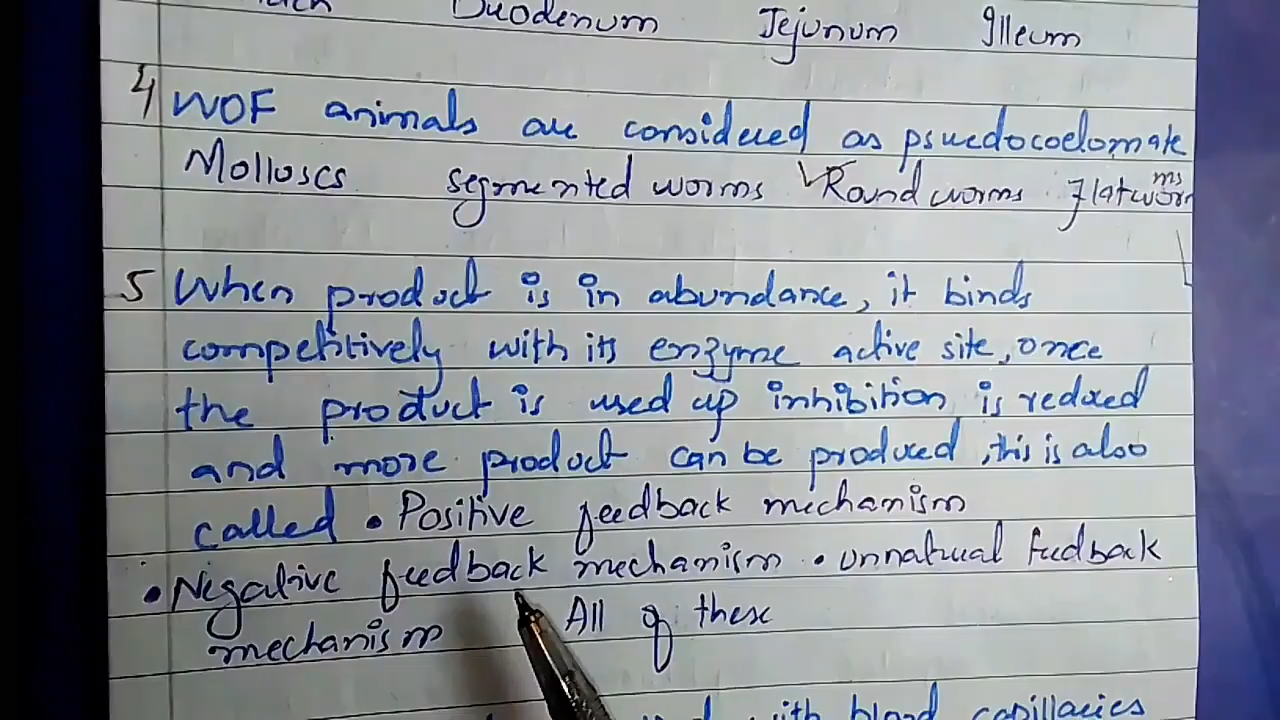 Duodenum Jejunum Illeum
4 WOF animals are considered as psuedocoelomate
Molloscs segmented worms Round worms Flatworms
5 When product is in abundance, it binds
competitively with its enzyme active site, once
the product is used up inhibition is reduced
and more product can be produced, this is also
called • Positive feedback mechanism
• Negative feedback mechanism • unnatural feedback
mechanism All of these
with blood capillaries